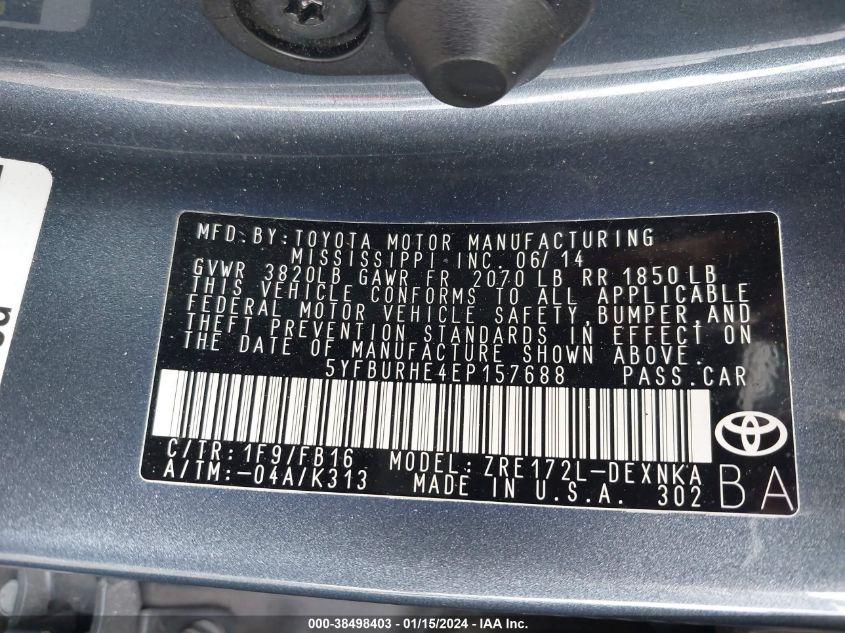 MFD.BY:TOYOTA MOTOR MANUFACTURING
MISSISSIPPI INC. 06/14
GVWR 3820LB GAWR FR 2070 LB RR 1850 LB
THIS VEHICLE CONFORMS TO ALL APPLICABLE
FEDERAL MOTOR VEHICLE SAFETY, BUMPER, AND
THEFT PREVENTION STANDARDS IN EFFECT ON
THE DATE OF MANUFACTURE SHOWN ABOVE.
5YFBURHE4EP157688 PASS.CAR
C/TR: 1F9/FB16 MODEL: ZRE172L-DEXNKA
A/TM:-04A/K313 MADE IN U.S.A. 302 BA
000-38498403 - 01/15/2024 - IAA Inc.